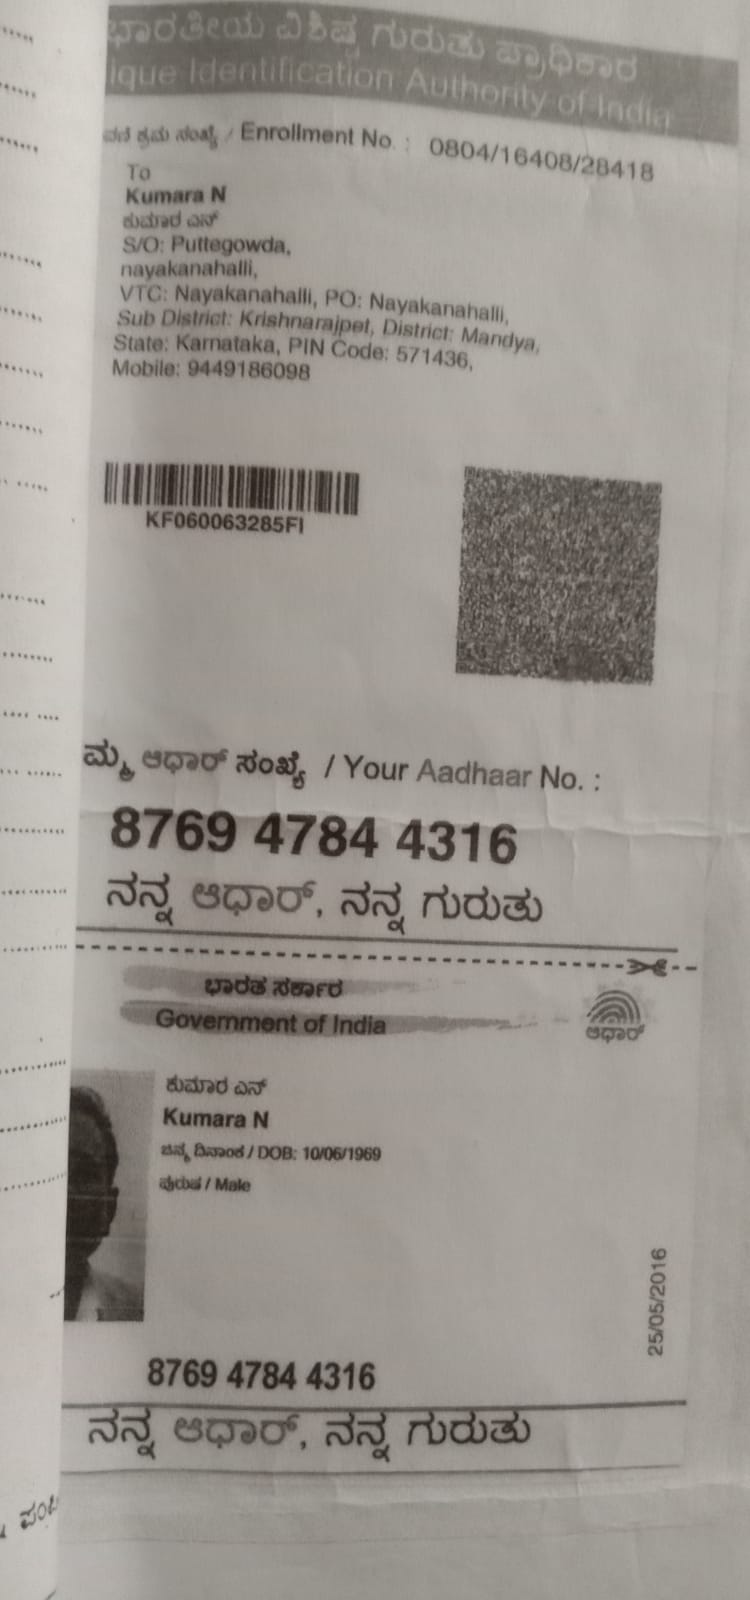 ಭಾರತೀಯ ವಿಶಿಷ್ಟ ಗುರುತು ಪ್ರಾಧಿಕಾರ
ique Identification Authority of India
/ Enrollment No. : 0804/16408/28418
To
Kumara N
ಕುಮಾರ ಎನ್
S/O: Puttegowda,
nayakanahalli,
VTC: Nayakanahalli, PO: Nayakanahalli,
Sub District: Krishnarajpet, District: Mandya,
State: Karnataka, PIN Code: 571436,
Mobile: 9449186098
KF060063285FI
ಮ್ಮ ಆಧಾರ್ ಸಂಖ್ಯೆ / Your Aadhaar No. :
8769 4784 4316
ನನ್ನ ಆಧಾರ್, ನನ್ನ ಗುರುತು
ಭಾರತ ಸರ್ಕಾರ
Government of India
ಆಧಾರ್
ಕುಮಾರ ಎನ್
Kumara N
/ DOB: 10/06/1969
/ Male
25/05/2016
8769 4784 4316
ನನ್ನ ಆಧಾರ್, ನನ್ನ ಗುರುತು